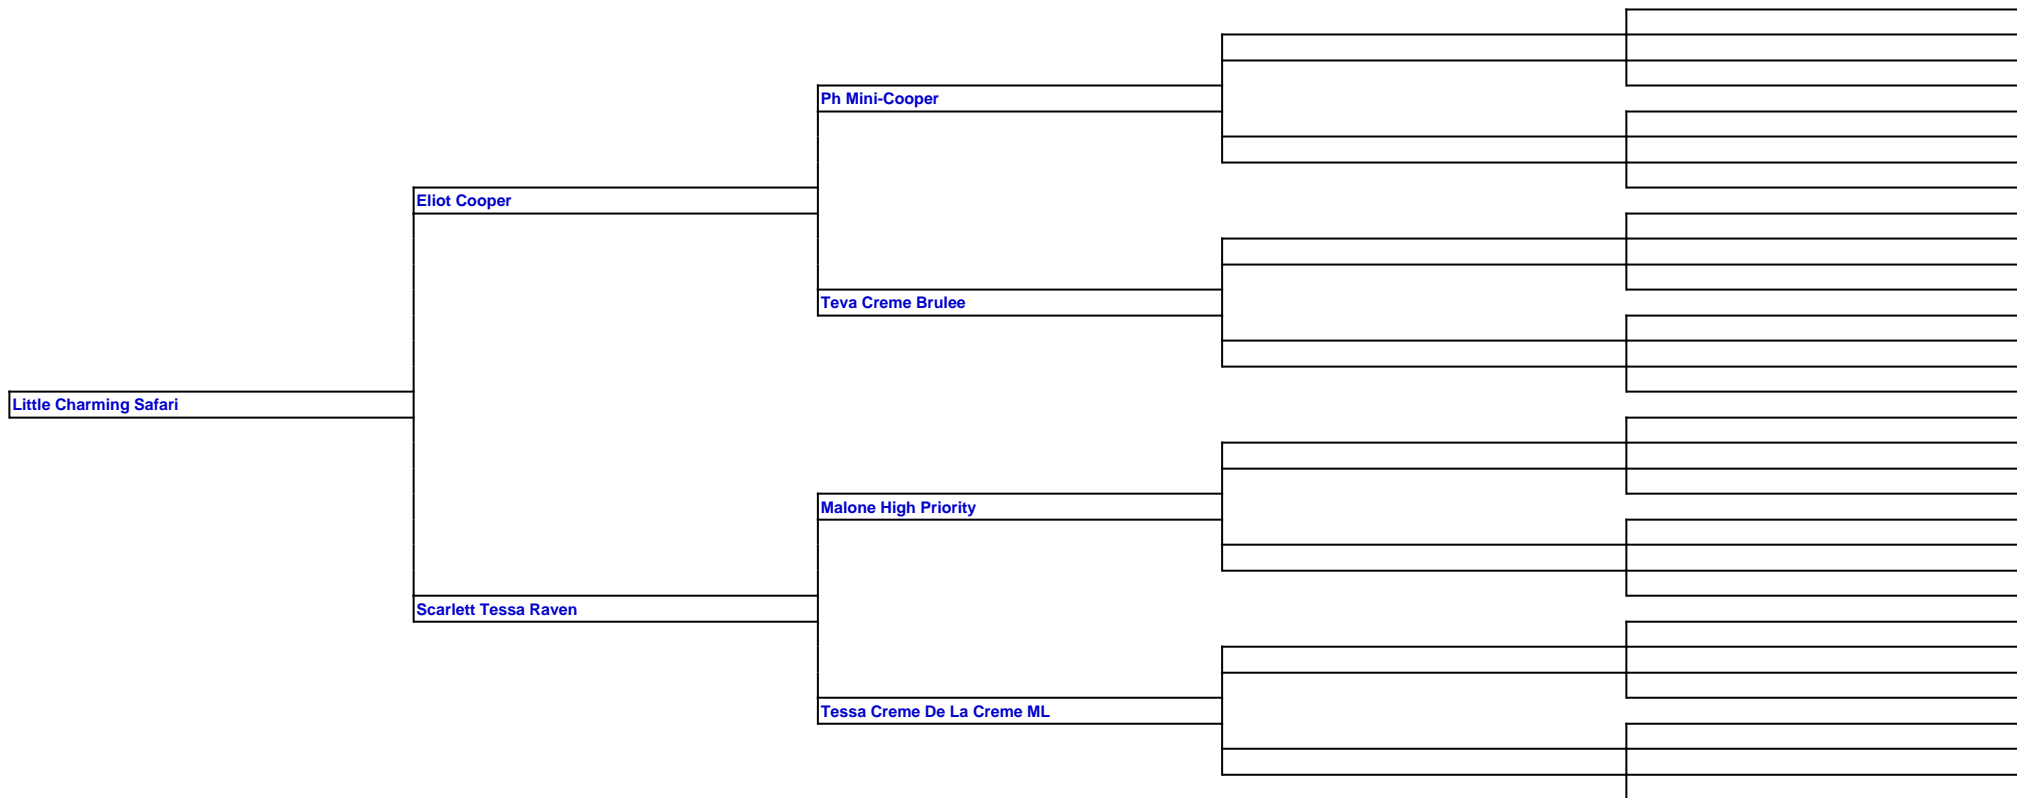 Ph Mini-Cooper
Eliot Cooper
Teva Creme Brulee
Little Charming Safari
Malone High Priority
Scarlett Tessa Raven
Tessa Creme De La Creme ML